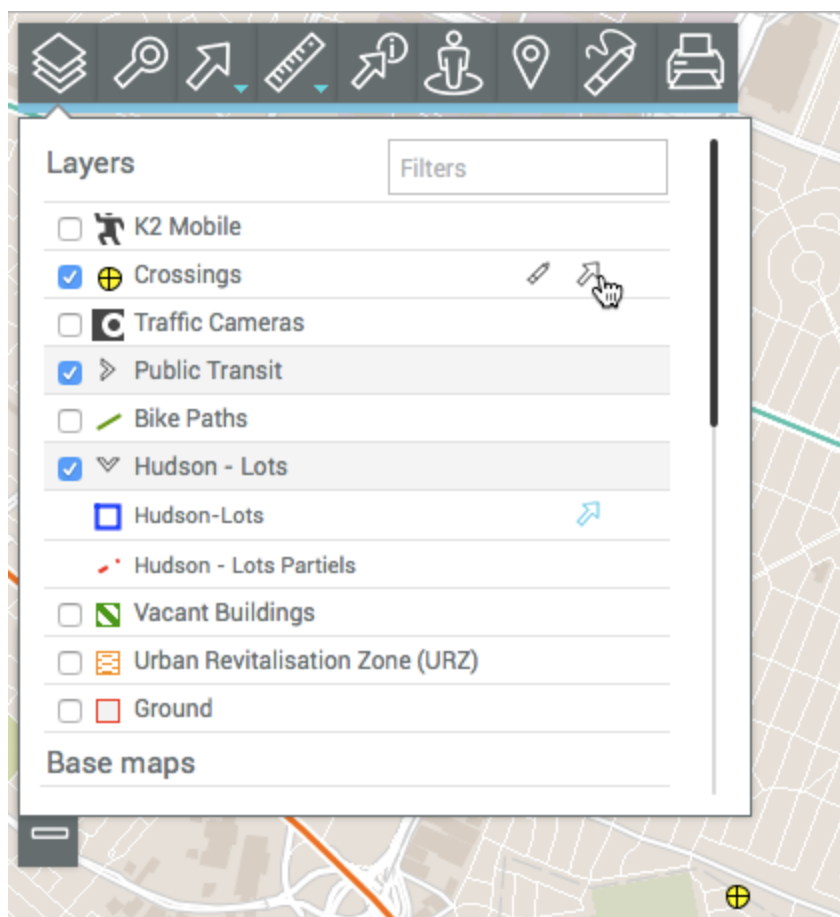 Layers
Filters
K2 Mobile
Crossings
Traffic Cameras
Public Transit
Bike Paths
Hudson - Lots
Hudson-Lots
Hudson - Lots Partiels
Vacant Buildings
Urban Revitalisation Zone (URZ)
Ground
Base maps